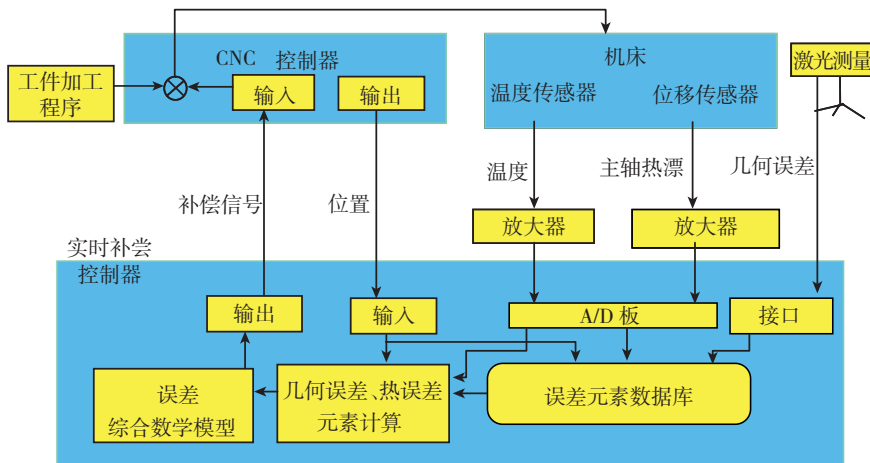 CNC 控制器
机床
激光测量
工件加工
程序
输入
输出
温度传感器
位移传感器
补偿信号
位置
温度
主轴热漂
几何误差
放大器
放大器
实时补尝
控制器
输出
输入
A/D 板
接口
误差
综合数学模型
几何误差、热误差
元素计算
误差元素数据库